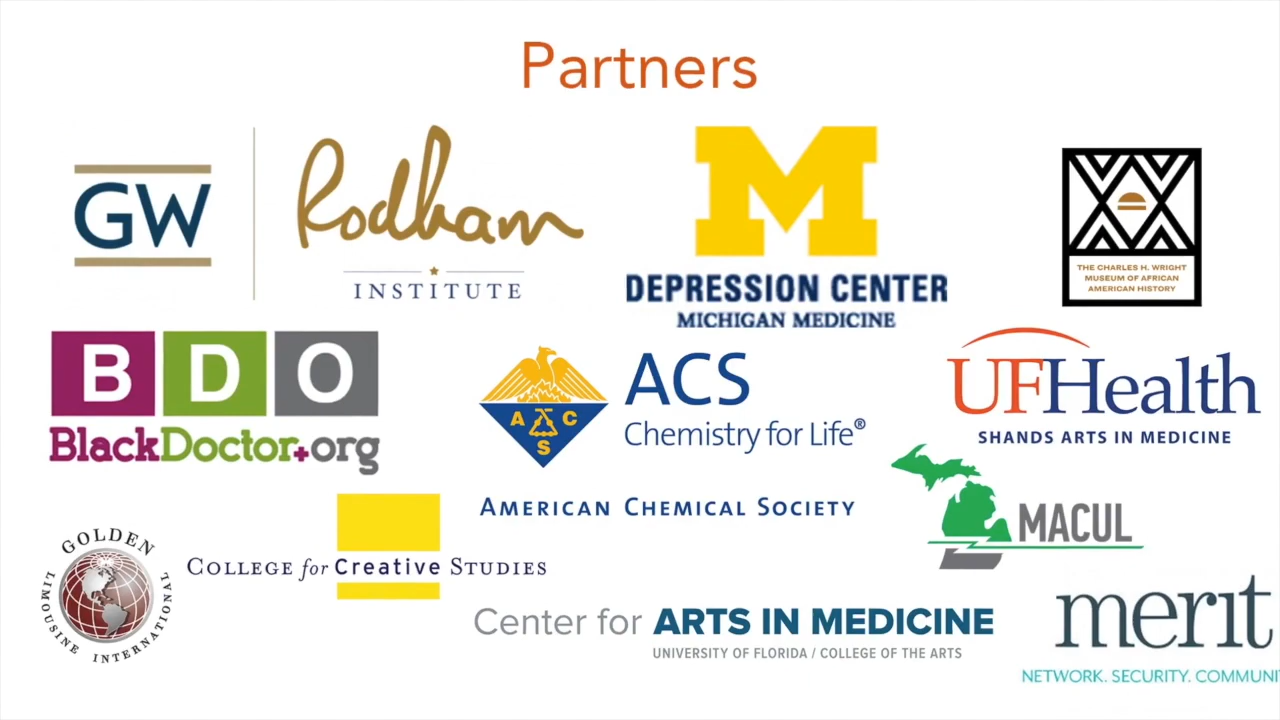 Partners
GW
Rodham
INSTITUTE
M
DEPRESSION CENTER
MICHIGAN MEDICINE
THE CHARLES H. WRIGHT
MUSEUM OF AFRICAN
AMERICAN HISTORY
B D O
BlackDoctor.org
A C
S
ACS
Chemistry for Life®
AMERICAN CHEMICAL SOCIETY
UFHealth
SHANDS ARTS IN MEDICINE
MACUL
GOLDEN
LIMOUSINE INTERNATIONAL
COLLEGE for Creative STUDIES
Center for ARTS IN MEDICINE
UNIVERSITY OF FLORIDA / COLLEGE OF THE ARTS
merit
NETWORK. SECURITY. COMMUNI